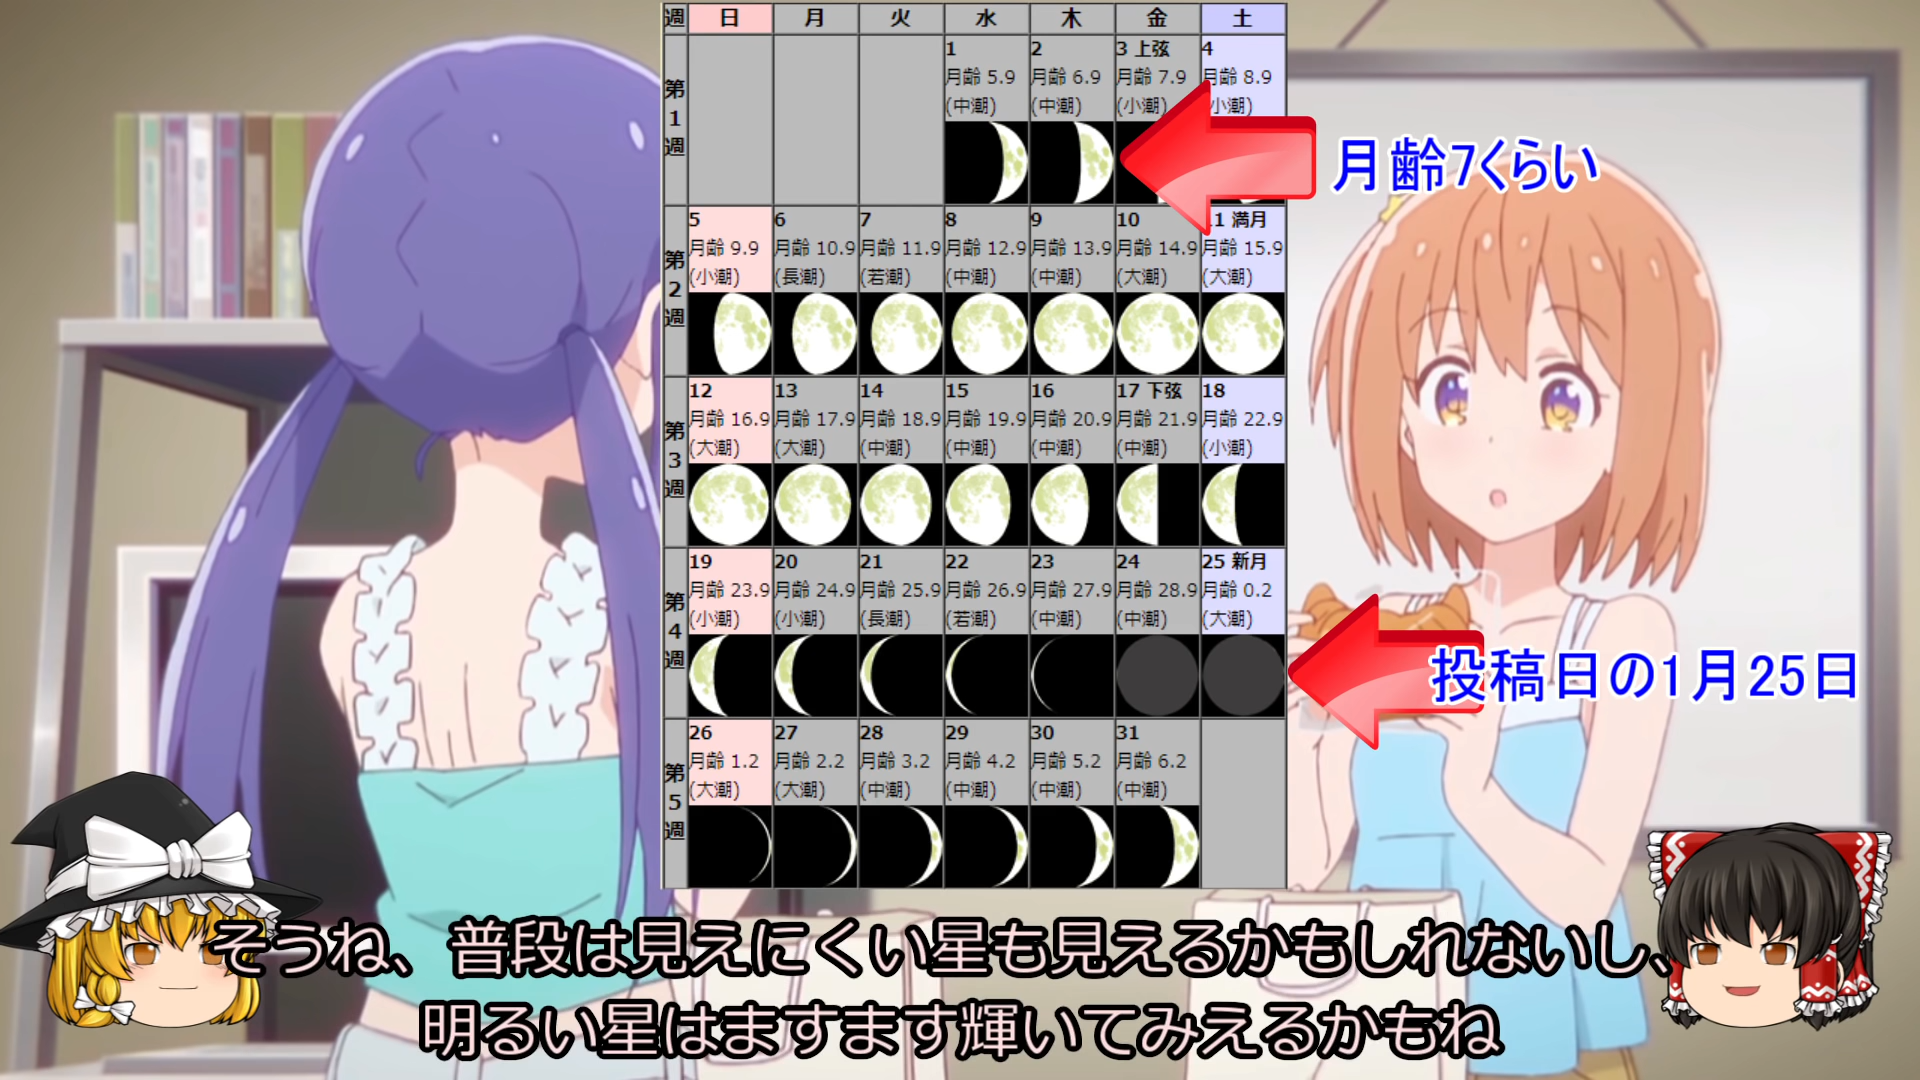 週 日 月 火 水 木 金 土
第1週
1 2 3 上弦 4
月齢 5.9 月齢 6.9 月齢 7.9 月齢 8.9
(中潮) (中潮) (小潮) 小潮)
月齢7くらい
第2週
5 6 7 8 9 10 11 満月
月齢 9.9 月齢 10.9 月齢 11.9 月齢 12.9 月齢 13.9 月齢 14.9 月齢 15.9
(小潮) (長潮) (若潮) (中潮) (中潮) (大潮) (大潮)
第3週
12 13 14 15 16 17 下弦 18
月齢 16.9 月齢 17.9 月齢 18.9 月齢 19.9 月齢 20.9 月齢 21.9 月齢 22.9
(大潮) (大潮) (中潮) (中潮) (中潮) (中潮) (小潮)
第4週
19 20 21 22 23 24 25 新月
月齢 23.9 月齢 24.9 月齢 25.9 月齢 26.9 月齢 27.9 月齢 28.9 月齢 0.2
(小潮) (小潮) (長潮) (若潮) (中潮) (中潮) (大潮)
投稿日の1月25日
第5週
26 27 28 29 30 31
月齢 1.2 月齢 2.2 月齢 3.2 月齢 4.2 月齢 5.2 月齢 6.2
(大潮) (大潮) (中潮) (中潮) (中潮) (中潮)
そうね、普段は見えにくい星も見えるかもしれないし、
明るい星はますます輝いてみえるかもね